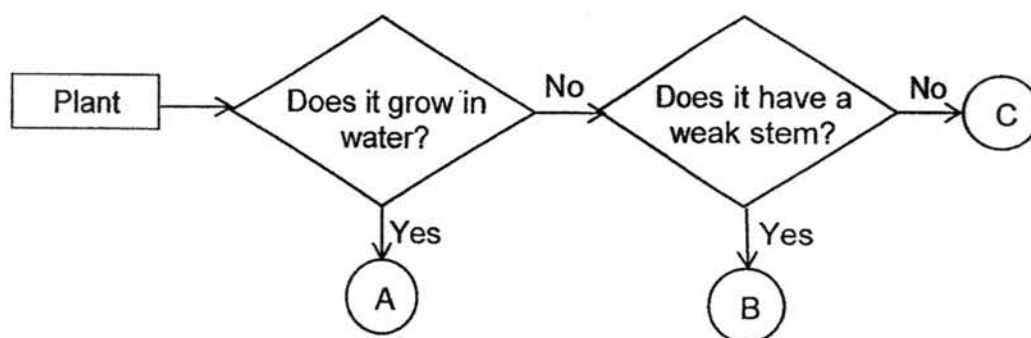 Plant
Does it grow in
water?
No
Does it have a
weak stem?
No
C
Yes
A
Yes
B